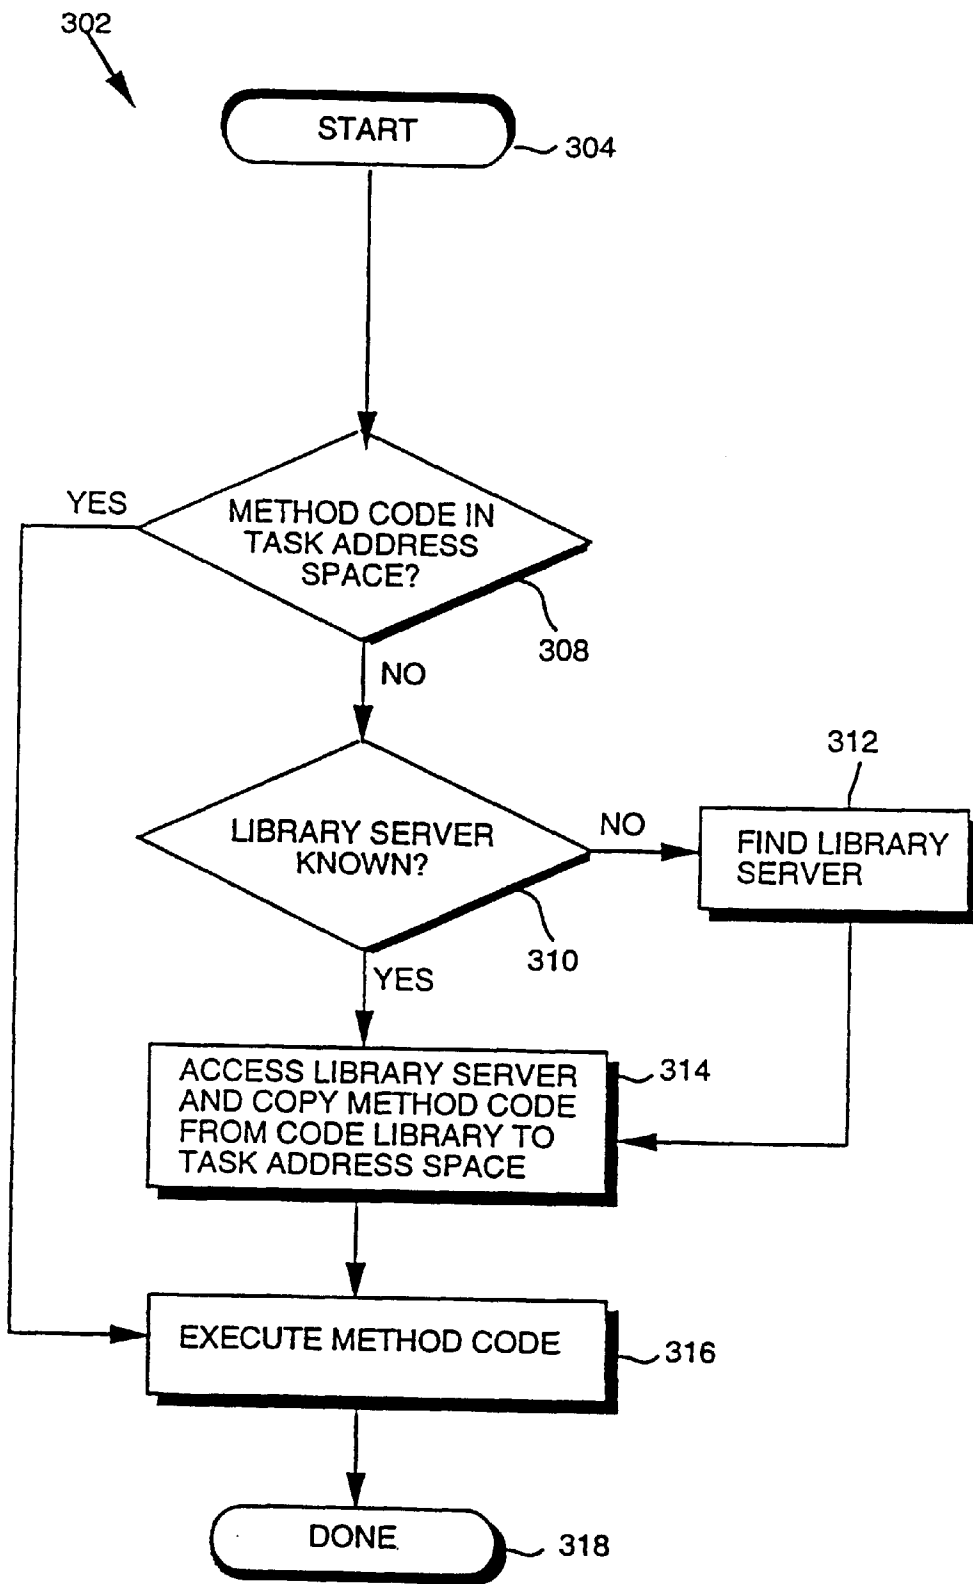 302
START
304
YES
METHOD CODE IN
TASK ADDRESS
SPACE?
308
NO
312
LIBRARY SERVER
KNOWN?
NO
FIND LIBRARY
SERVER
310
YES
ACCESS LIBRARY SERVER
AND COPY METHOD CODE
FROM CODE LIBRARY TO
TASK ADDRESS SPACE
314
EXECUTE METHOD CODE
316
DONE
318